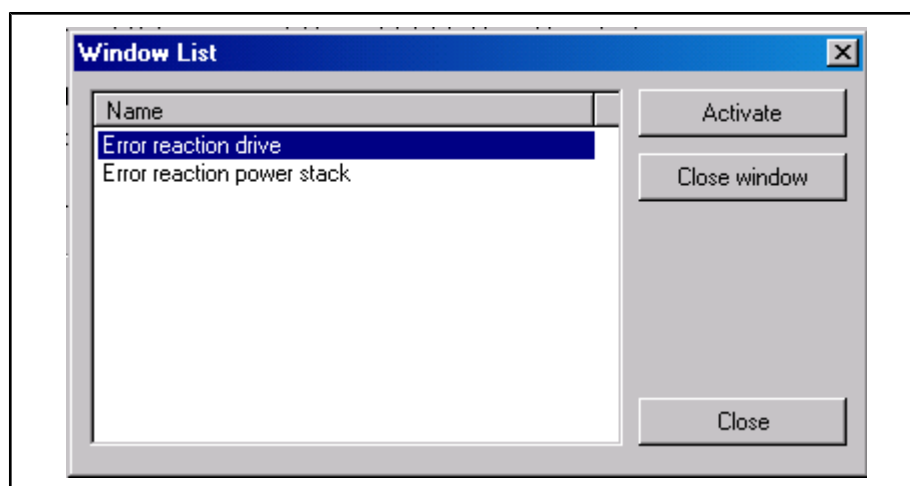 Window List
Name
Activate
Error reaction drive
Error reaction power stack
Close window
Close